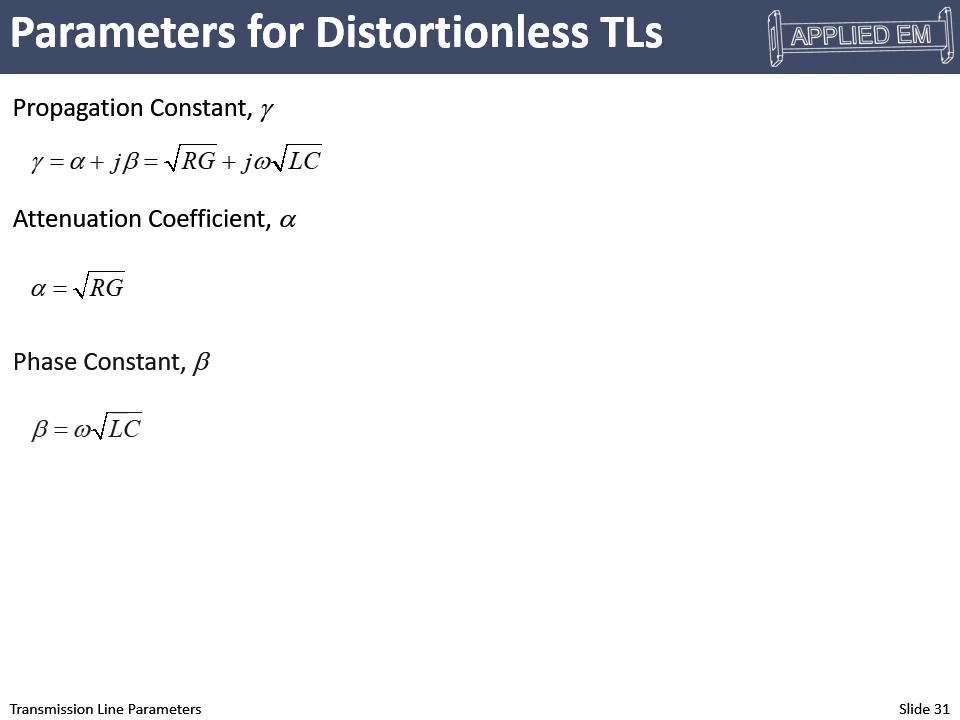 Parameters for Distortionless TLs
APPLIED EM
Propagation Constant, γ
γ = α + jβ = √RG + jω√LC
Attenuation Coefficient, α
α = √RG
Phase Constant, β
β = ω√LC
Transmission Line Parameters
Slide 31